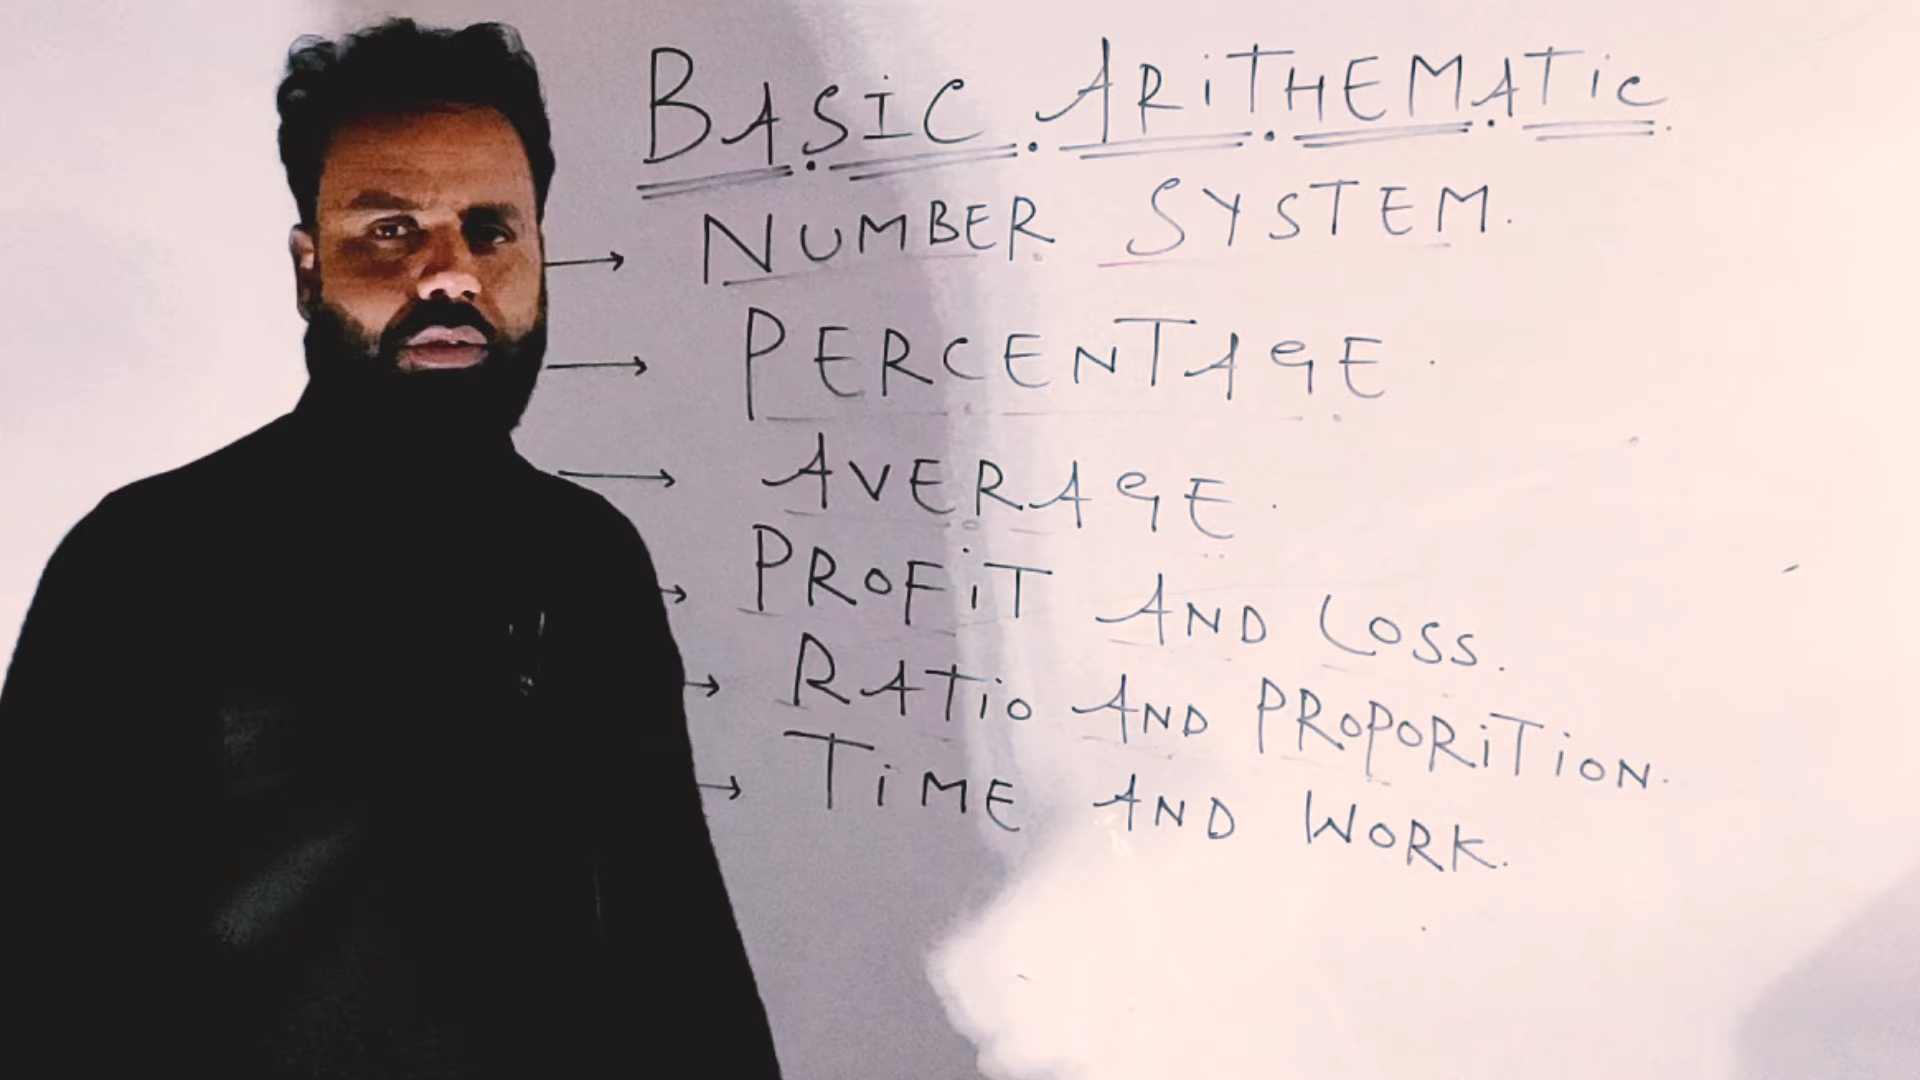 BASIC ARITHEMATIC
→ NUMBER SYSTEM.
→ PERCENTAGE.
→ AVERAGE.
→ PROFIT AND LOSS.
→ RATIO AND PROPORITION.
→ TIME AND WORK.